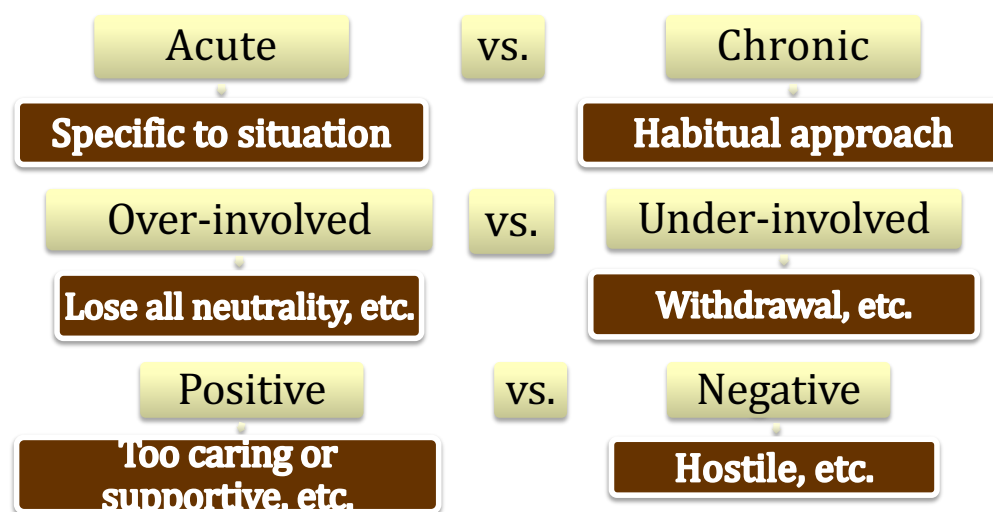 Acute vs. Chronic
Specific to situation Habitual approach
Over-involved vs. Under-involved
Lose all neutrality, etc. Withdrawal, etc.
Positive vs. Negative
Too caring or
supportive, etc. Hostile, etc.